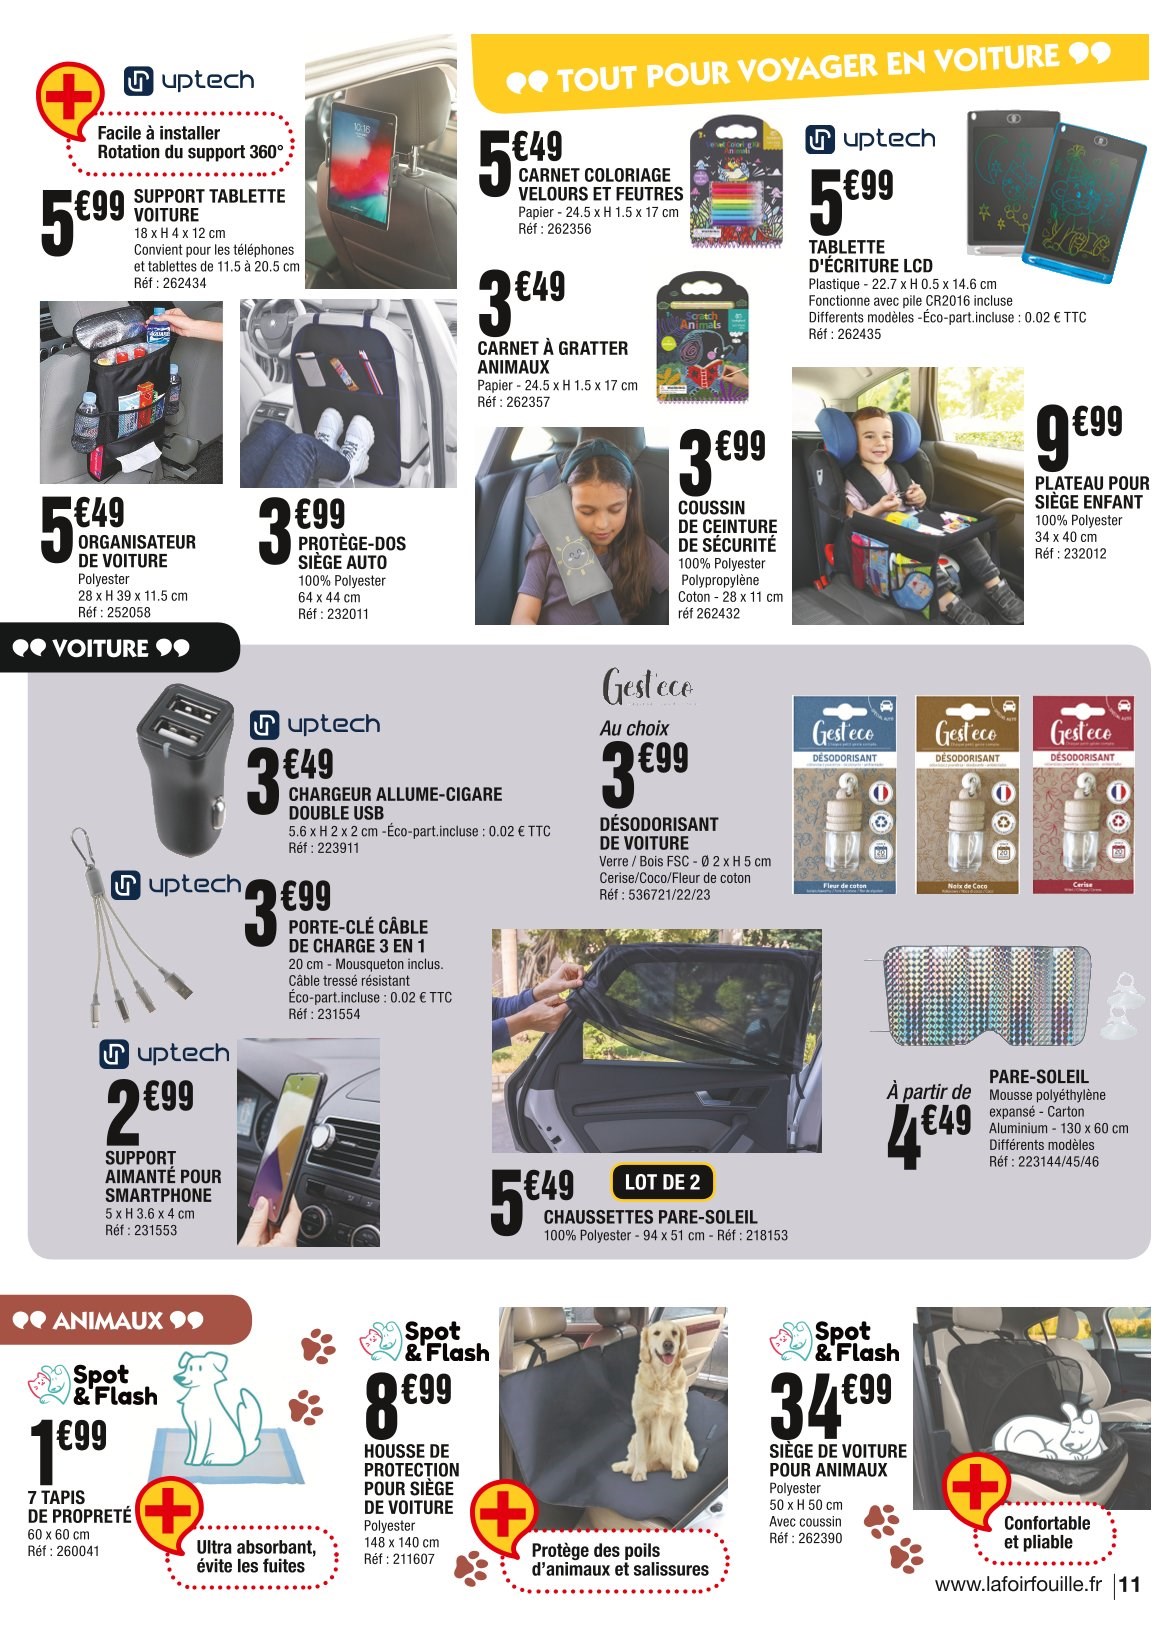 TOUT POUR VOYAGER EN VOITURE
uptech
Facile à installer
Rotation du support 360°
5€99
SUPPORT TABLETTE
VOITURE
18 x H 4 x 12 cm
Convient pour les téléphones
et tablettes de 11.5 à 20.5 cm
Réf : 262434
5€49
CARNET COLORIAGE
VELOURS ET FEUTRES
Papier - 24.5 x H 1.5 x 17 cm
Réf : 262356
uptech
5€99
TABLETTE
D'ÉCRITURE LCD
Plastique - 22.7 x H 0.5 x 14.6 cm
Fonctionne avec pile CR2016 incluse
Differents modèles -Éco-part.incluse : 0.02 € TTC
Réf : 262435
3€49
CARNET À GRATTER
ANIMAUX
Papier - 24.5 x H 1.5 x 17 cm
Réf : 262357
Scratch
Animals
5€49
ORGANISATEUR
DE VOITURE
Polyester
28 x H 39 x 11.5 cm
Réf : 252058
3€99
PROTÈGE-DOS
SIÈGE AUTO
100% Polyester
64 x 44 cm
Réf : 232011
3€99
COUSSIN
DE CEINTURE
DE SÉCURITÉ
100% Polyester
Polypropylène
Coton - 28 x 11 cm
réf 262432
9€99
PLATEAU POUR
SIÈGE ENFANT
100% Polyester
34 x 40 cm
Réf : 232012
VOITURE
uptech
3€49
CHARGEUR ALLUME-CIGARE
DOUBLE USB
5.6 x H 2 x 2 cm -Éco-part.incluse : 0.02 € TTC
Réf : 223911
uptech
3€99
PORTE-CLÉ CÂBLE
DE CHARGE 3 EN 1
20 cm - Mousqueton inclus.
Câble tressé résistant
Éco-part.incluse : 0.02 € TTC
Réf : 231554
uptech
2€99
SUPPORT
AIMANTÉ POUR
SMARTPHONE
5 x H 3.6 x 4 cm
Réf : 231553
Gest'eco
Au choix
3€99
DÉSODORISANT
DE VOITURE
Verre / Bois FSC - Ø 2 x H 5 cm
Cerise/Coco/Fleur de coton
Réf : 536721/22/23
Gest'eco
DÉSODORISANT
Fleur de coton
Gest'eco
DÉSODORISANT
Noix de Coco
Gest'eco
DÉSODORISANT
Cerise
5€49
LOT DE 2
CHAUSSETTES PARE-SOLEIL
100% Polyester - 94 x 51 cm - Réf : 218153
À partir de
4€49
PARE-SOLEIL
Mousse polyéthylène
expansé - Carton
Aluminium - 130 x 60 cm
Différents modèles
Réf : 223144/45/46
ANIMAUX
Spot
& Flash
1€99
7 TAPIS
DE PROPRETÉ
60 x 60 cm
Réf : 260041
Ultra absorbant,
évite les fuites
Spot
& Flash
8€99
HOUSSE DE
PROTECTION
POUR SIÈGE
DE VOITURE
Polyester
148 x 140 cm
Réf : 211607
Protège des poils
d'animaux et salissures
Spot
& Flash
34€99
SIÈGE DE VOITURE
POUR ANIMAUX
Polyester
50 x H 50 cm
Avec coussin
Réf : 262390
Confortable
et pliable
www.lafoirfouille.fr
11